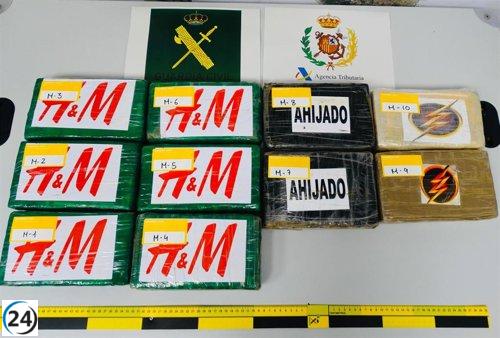 GUARDIA CIVIL
Agencia Tributaria
M-3
H&M
M-6
H&M
M-8
AHIJADO
M-10
M-2
H&M
M-5
H&M
M-7
AHIJADO
M-9
M-1
H&M
M-4
H&M
24